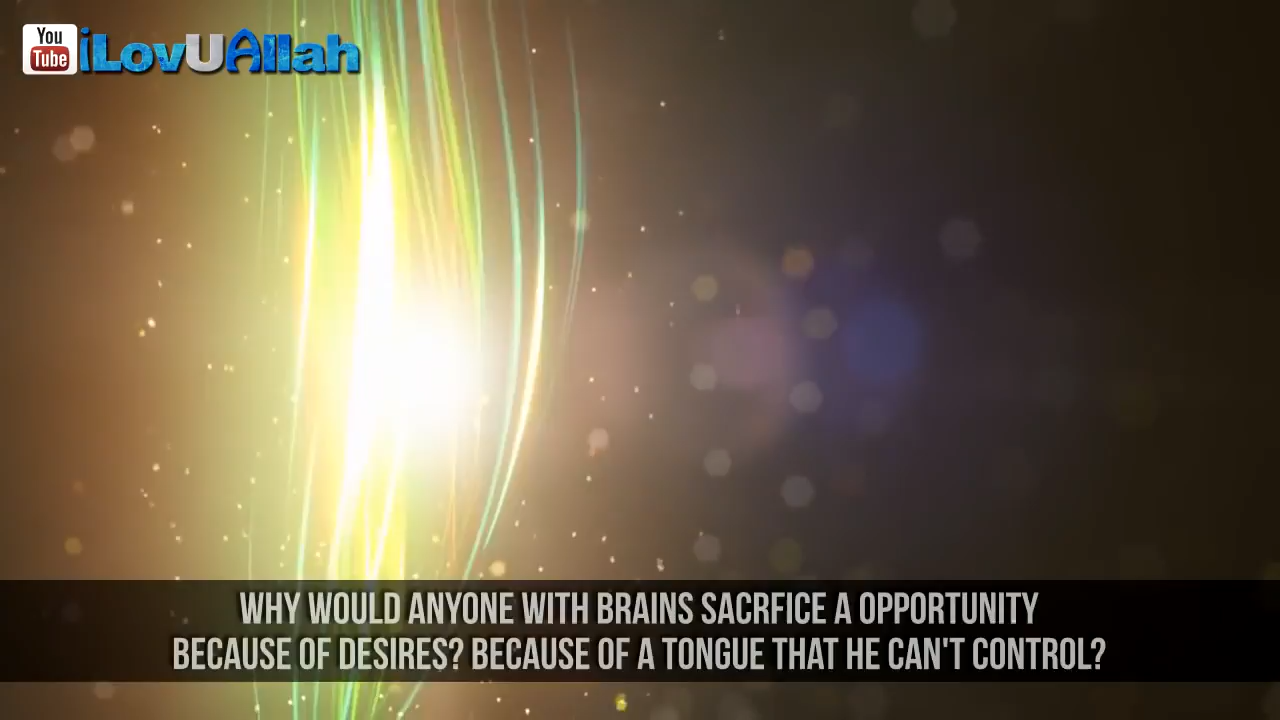 You
Tube
iLovUAllah
WHY WOULD ANYONE WITH BRAINS SACRFICE A OPPORTUNITY
BECAUSE OF DESIRES? BECAUSE OF A TONGUE THAT HE CAN'T CONTROL?